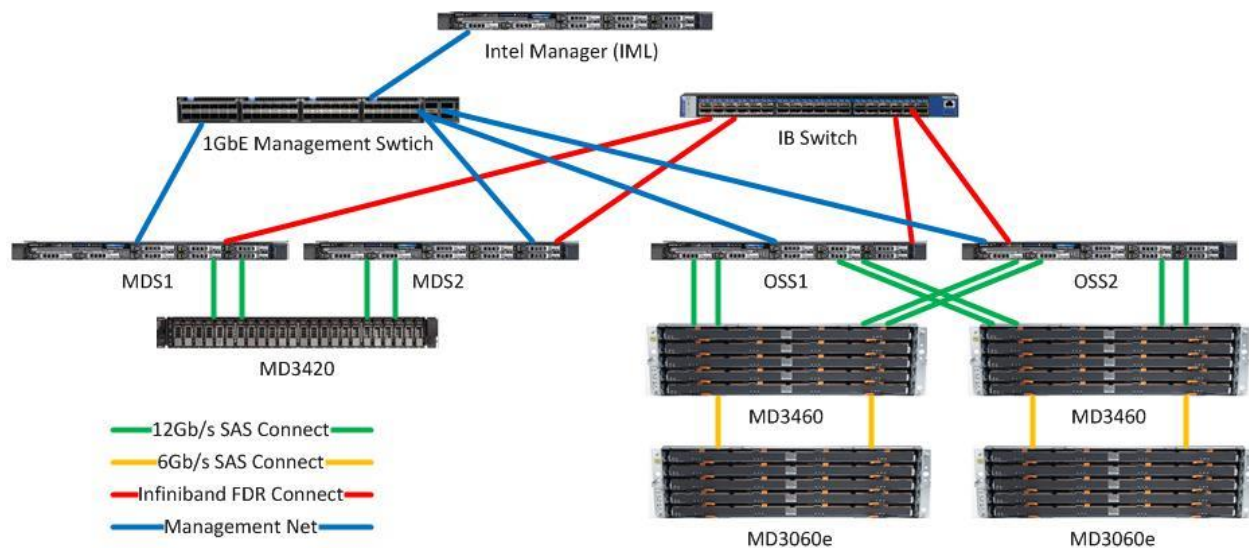 Intel Manager (IML)
1GbE Management Swtich
IB Switch
MDS1
MDS2
OSS1
OSS2
MD3420
MD3460
MD3460
12Gb/s SAS Connect
6Gb/s SAS Connect
Infiniband FDR Connect
Management Net
MD3060e
MD3060e